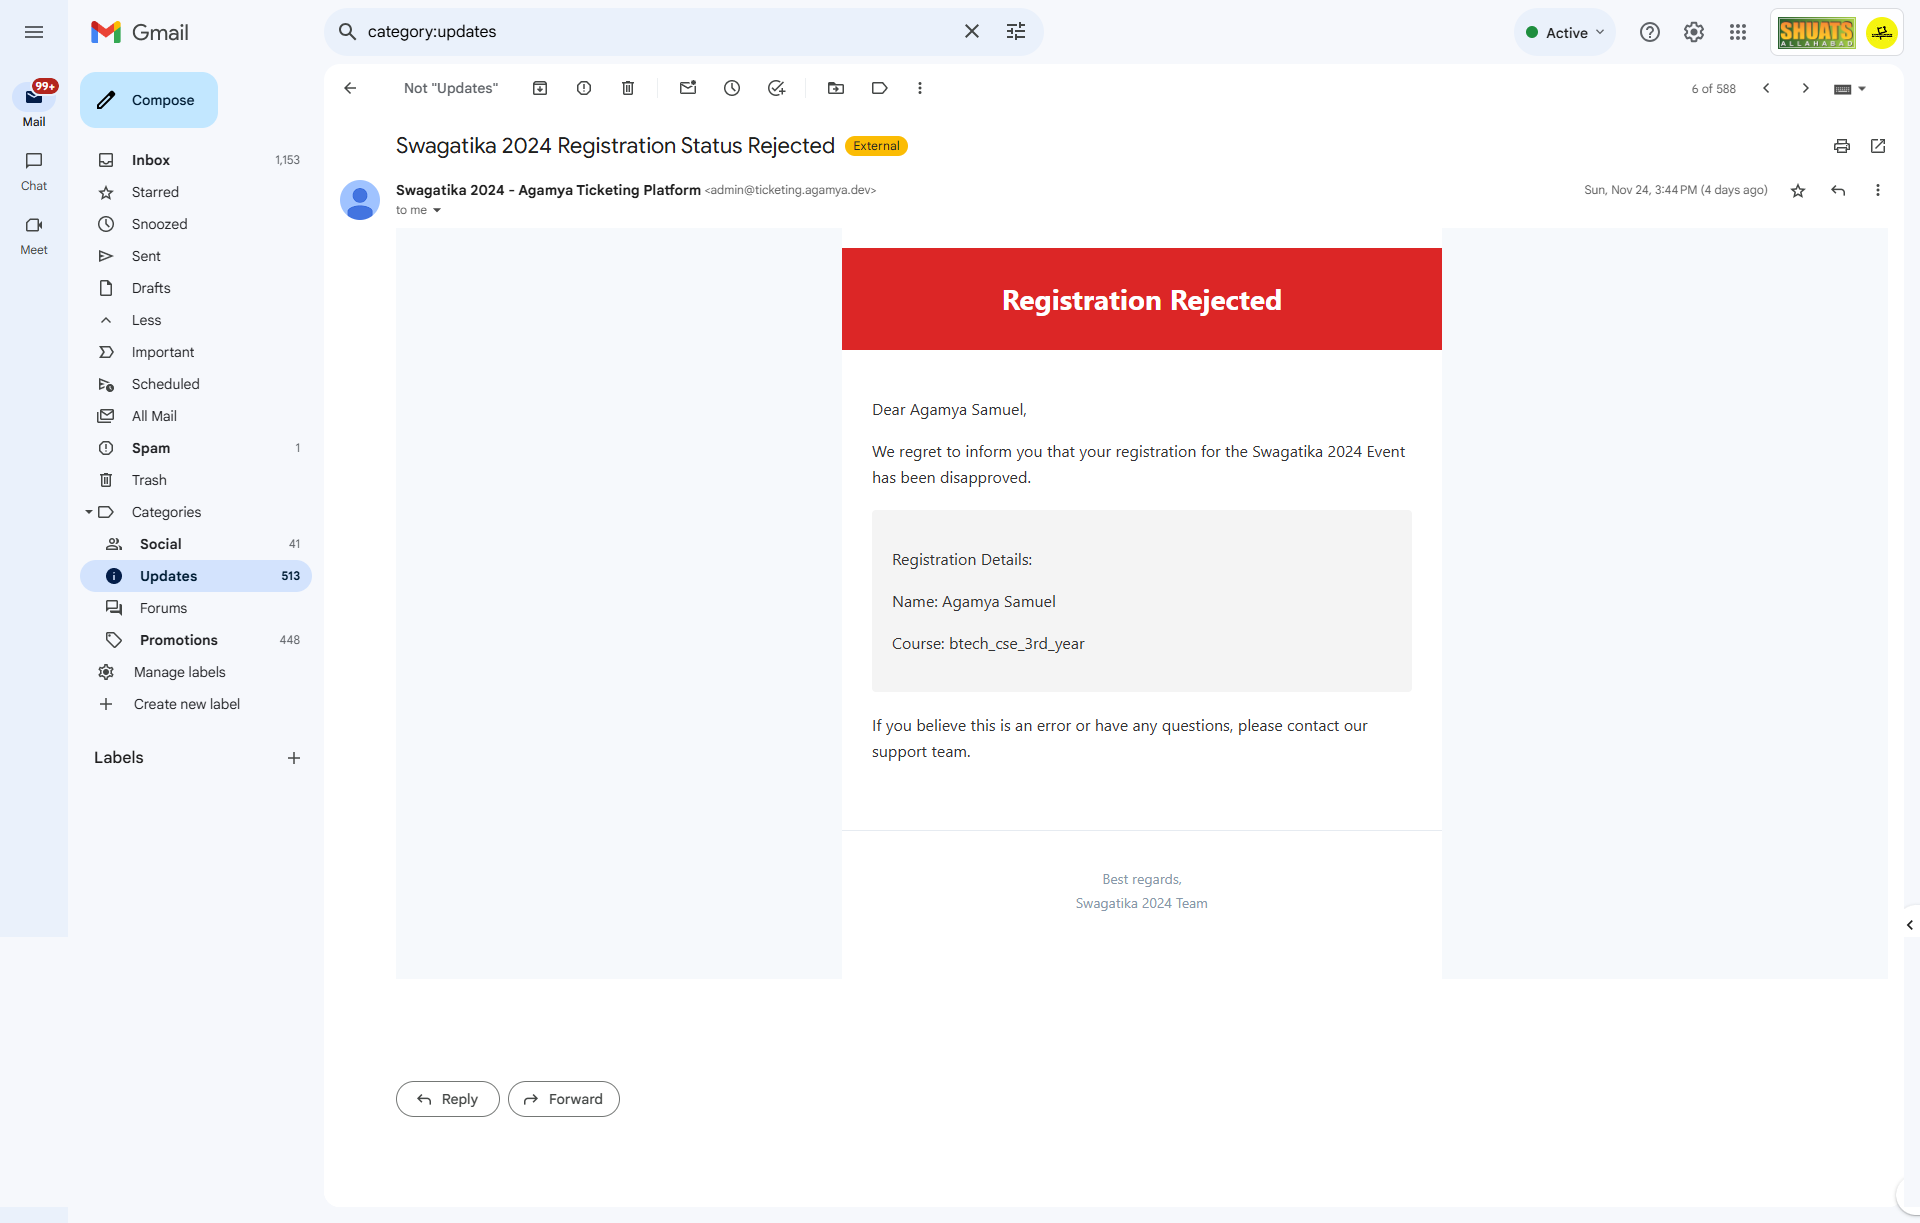 Gmail
category:updates
Active
SHUATS
ALLAHABAD
99+
Mail
Chat
Meet
Compose
Inbox 1,153
Starred
Snoozed
Sent
Drafts
Less
Important
Scheduled
All Mail
Spam 1
Trash
Categories
Social 41
Updates 513
Forums
Promotions 448
Manage labels
Create new label
Labels
Not "Updates"
6 of 588
Swagatika 2024 Registration Status Rejected External
Swagatika 2024 - Agamya Ticketing Platform <admin@ticketing.agamya.dev>
Sun, Nov 24, 3:44 PM (4 days ago)
to me
Registration Rejected
Dear Agamya Samuel,
We regret to inform you that your registration for the Swagatika 2024 Event
has been disapproved.
Registration Details:
Name: Agamya Samuel
Course: btech_cse_3rd_year
If you believe this is an error or have any questions, please contact our
support team.
Best regards,
Swagatika 2024 Team
Reply
Forward